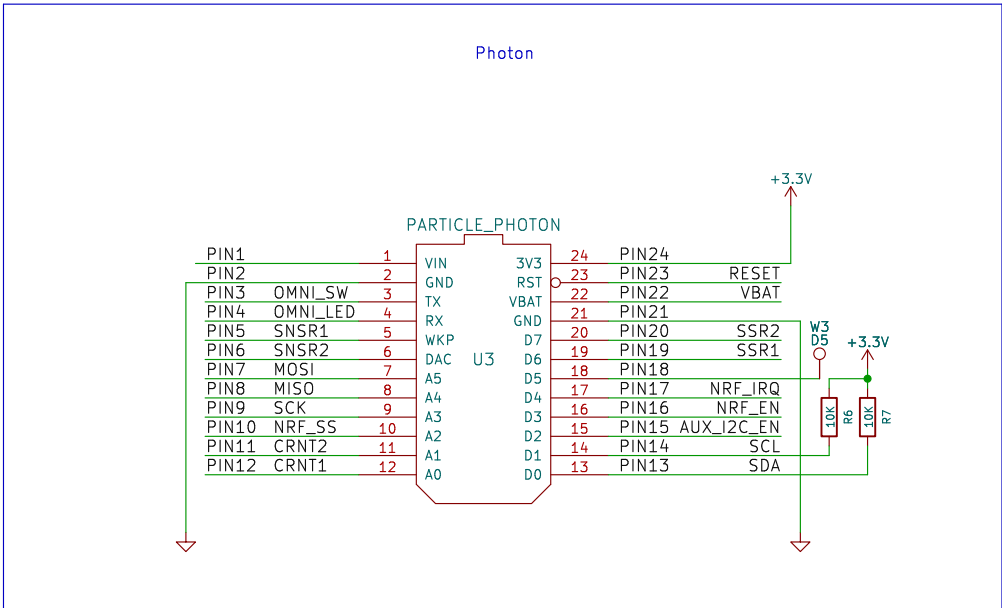 Photon
+3.3V
PARTICLE_PHOTON
PIN1 1 VIN 3V3 24 PIN24
PIN2 2 GND RST 23 PIN23 RESET
PIN3 OMNI_SW 3 TX VBAT 22 PIN22 VBAT
PIN4 OMNI_LED 4 RX GND 21 PIN21
PIN5 SNSR1 5 WKP D7 20 PIN20 SSR2
PIN6 SNSR2 6 DAC U3 D6 19 PIN19 SSR1
W3
D5
+3.3V
PIN7 MOSI 7 A5 D5 18 PIN18
PIN8 MISO 8 A4 D4 17 PIN17 NRF_IRQ
PIN9 SCK 9 A3 D3 16 PIN16 NRF_EN
10K R6 10K R7
PIN10 NRF_SS 10 A2 D2 15 PIN15 AUX_I2C_EN
PIN11 CRNT2 11 A1 D1 14 PIN14 SCL
PIN12 CRNT1 12 A0 D0 13 PIN13 SDA